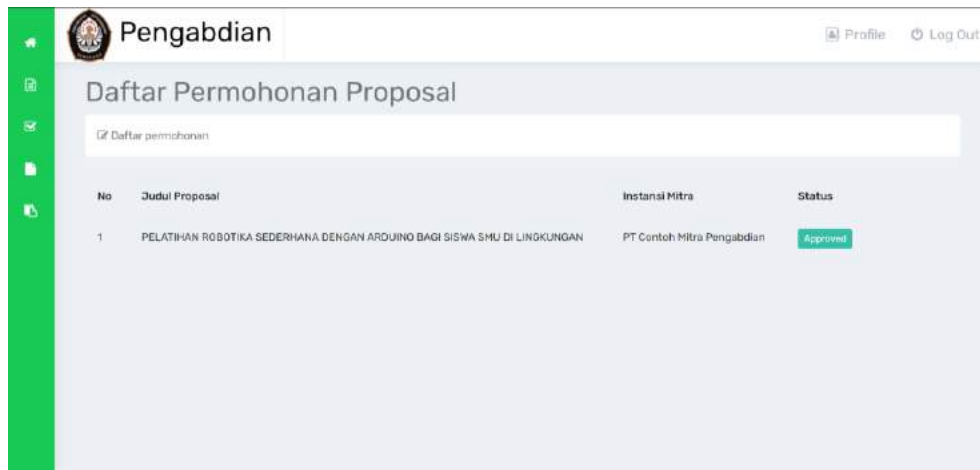 Pengabdian
Profile
Log Out
Daftar Permohonan Proposal
Daftar permohonan
No Judul Proposal Instansi Mitra Status
1 PELATIHAN ROBOTIKA SEDERHANA DENGAN ARDUINO BAGI SISWA SMU DI LINGKUNGAN PT Contoh Mitra Pengabdian Approved